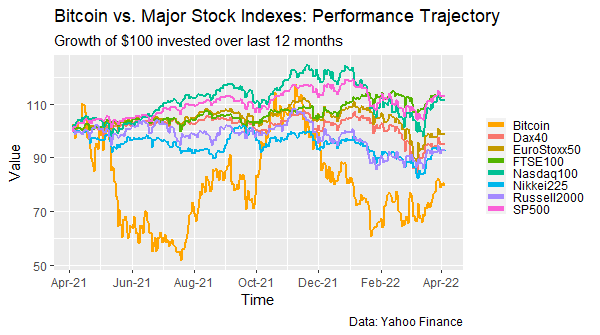 Bitcoin vs. Major Stock Indexes: Performance Trajectory
Growth of $100 invested over last 12 months
110
90
70
50
Value
Apr-21 Jun-21 Aug-21 Oct-21 Dec-21 Feb-22 Apr-22
Time
Bitcoin
Dax40
EuroStoxx50
FTSE100
Nasdaq100
Nikkei225
Russell2000
SP500
Data: Yahoo Finance